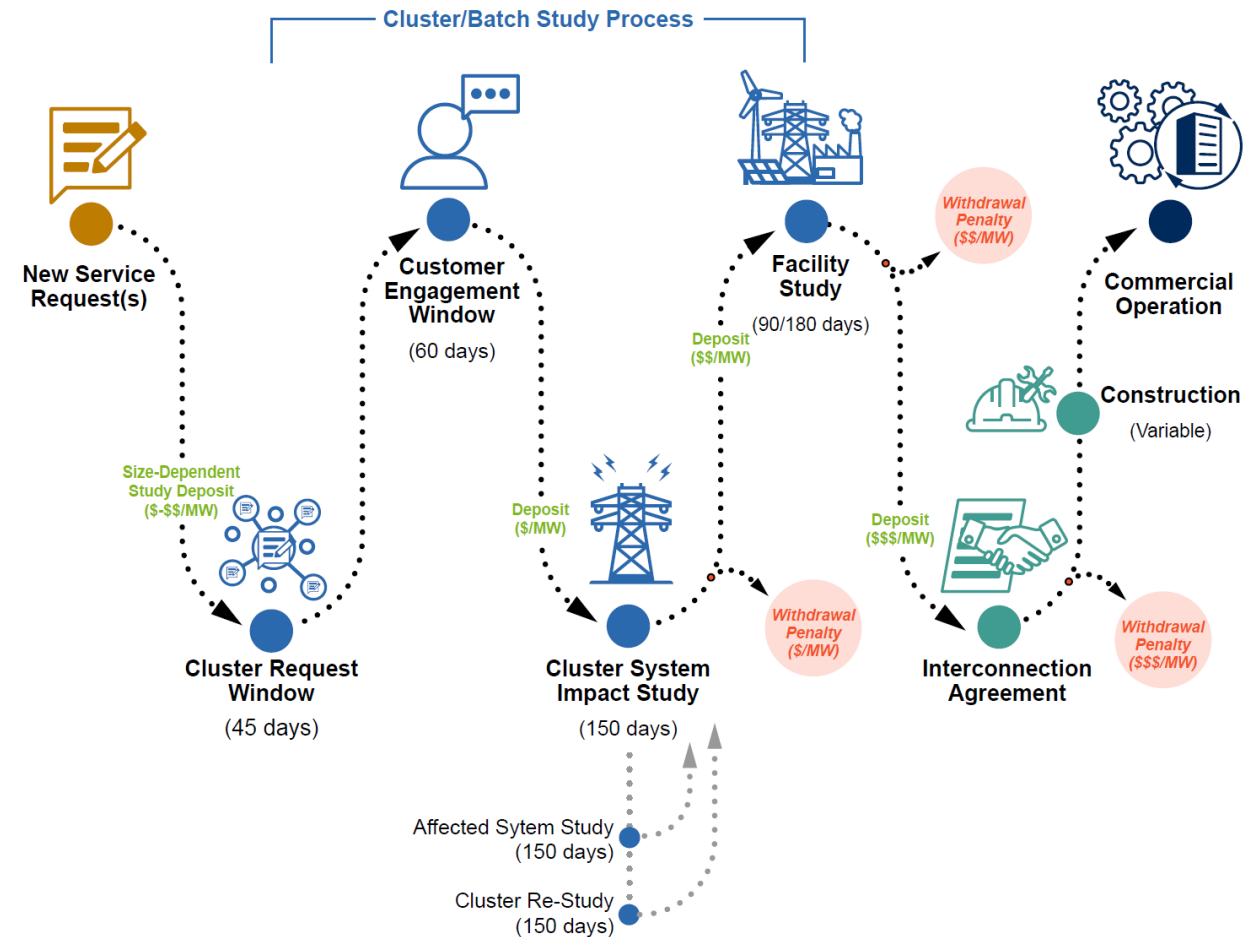 Cluster/Batch Study Process
New Service
Request(s)
Size-Dependent
Study Deposit
($-$$/MW)
Cluster Request
Window
(45 days)
Customer
Engagement
Window
(60 days)
Deposit
($/MW)
Cluster System
Impact Study
(150 days)
Affected Sytem Study
(150 days)
Cluster Re-Study
(150 days)
Withdrawal
Penalty
($/MW)
Deposit
($$/MW)
Facility
Study
(90/180 days)
Withdrawal
Penalty
($$/MW)
Deposit
($$$/MW)
Interconnection
Agreement
Withdrawal
Penalty
($$$/MW)
Construction
(Variable)
Commercial
Operation